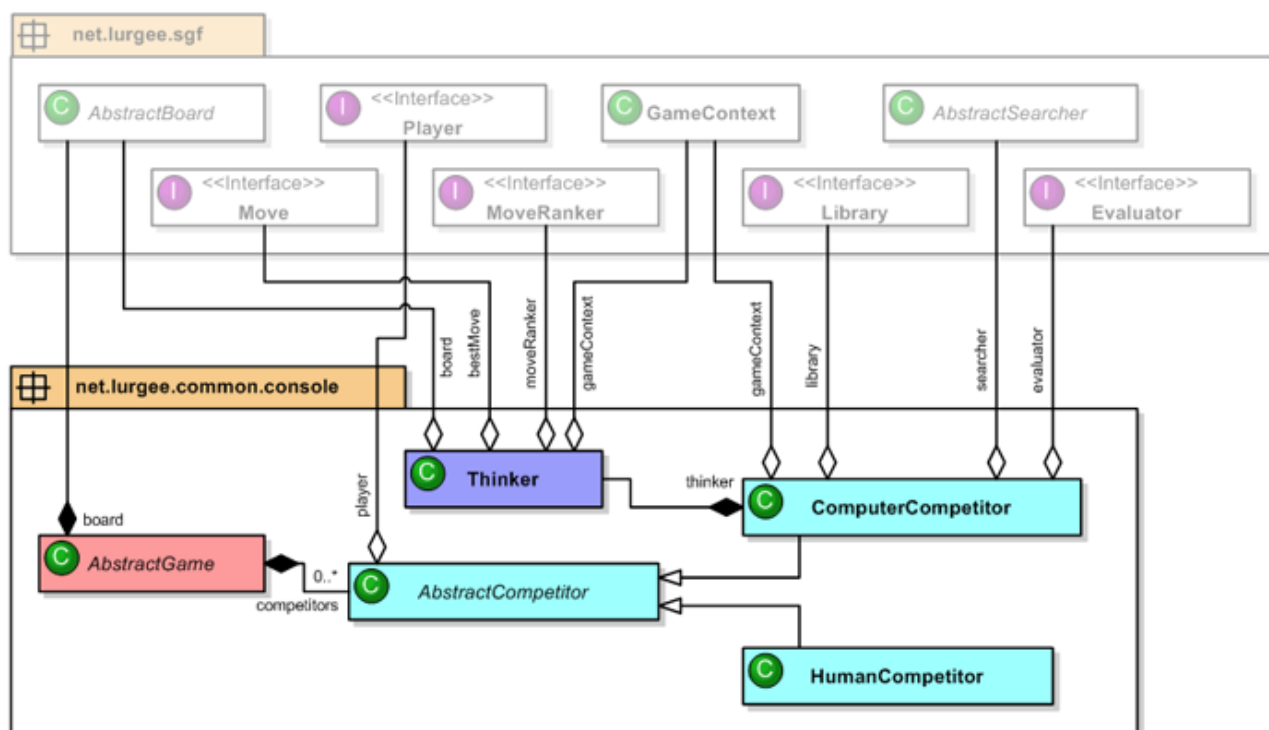 net.lurgee.sgf
C
AbstractBoard
I
<<Interface>>
Player
C
GameContext
C
AbstractSearcher
I
<<Interface>>
Move
I
<<Interface>>
MoveRanker
I
<<Interface>>
Library
I
<<Interface>>
Evaluator
board
bestMove
moveRanker
gameContext
gameContext
library
searcher
evaluator
net.lurgee.common.console
C
Thinker
thinker
C
ComputerCompetitor
player
board
C
AbstractGame
0..*
competitors
C
AbstractCompetitor
C
HumanCompetitor